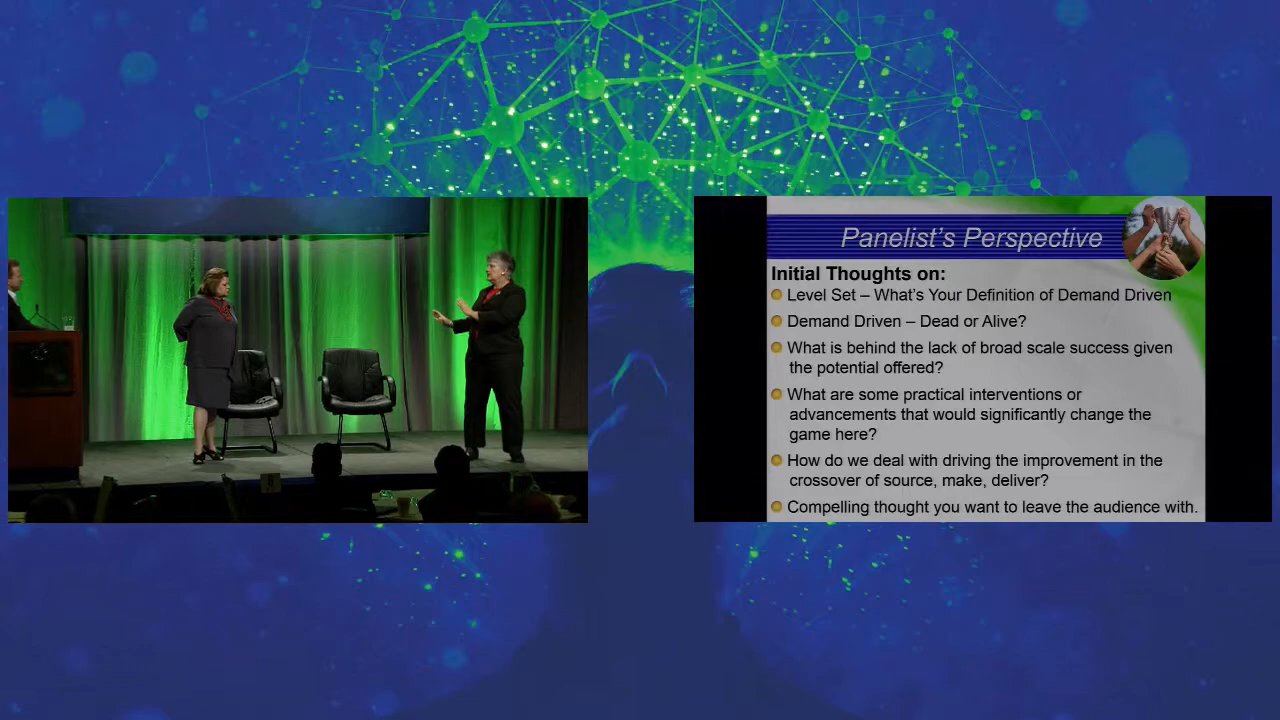 Panelist's Perspective
Initial Thoughts on:
Level Set – What's Your Definition of Demand Driven
Demand Driven – Dead or Alive?
What is behind the lack of broad scale success given
the potential offered?
What are some practical interventions or
advancements that would significantly change the
game here?
How do we deal with driving the improvement in the
crossover of source, make, deliver?
Compelling thought you want to leave the audience with.